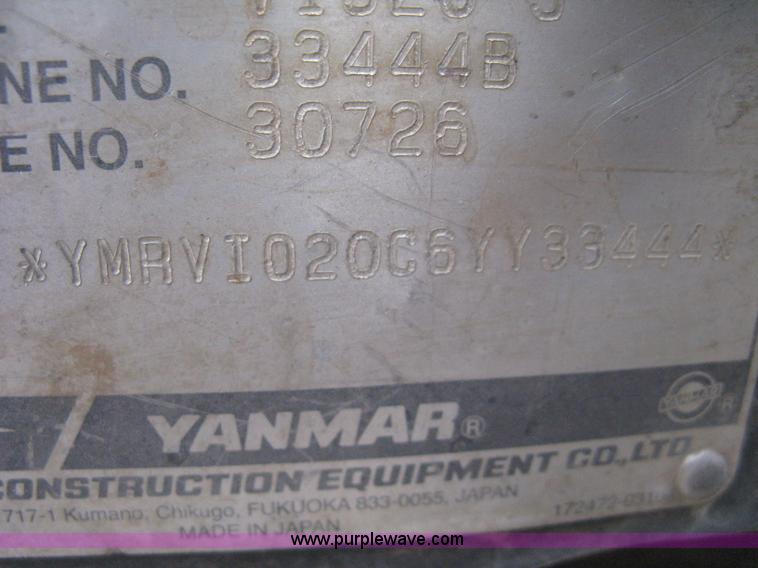 NE NO. 33444B
E NO. 30726
*YMRVI020C6YY33444*
YANMAR®
CONSTRUCTION EQUIPMENT CO.,LTD
717-1 Kumano, Chikugo, FUKUOKA 833-0055, JAPAN
MADE IN JAPAN
www.purplewave.com